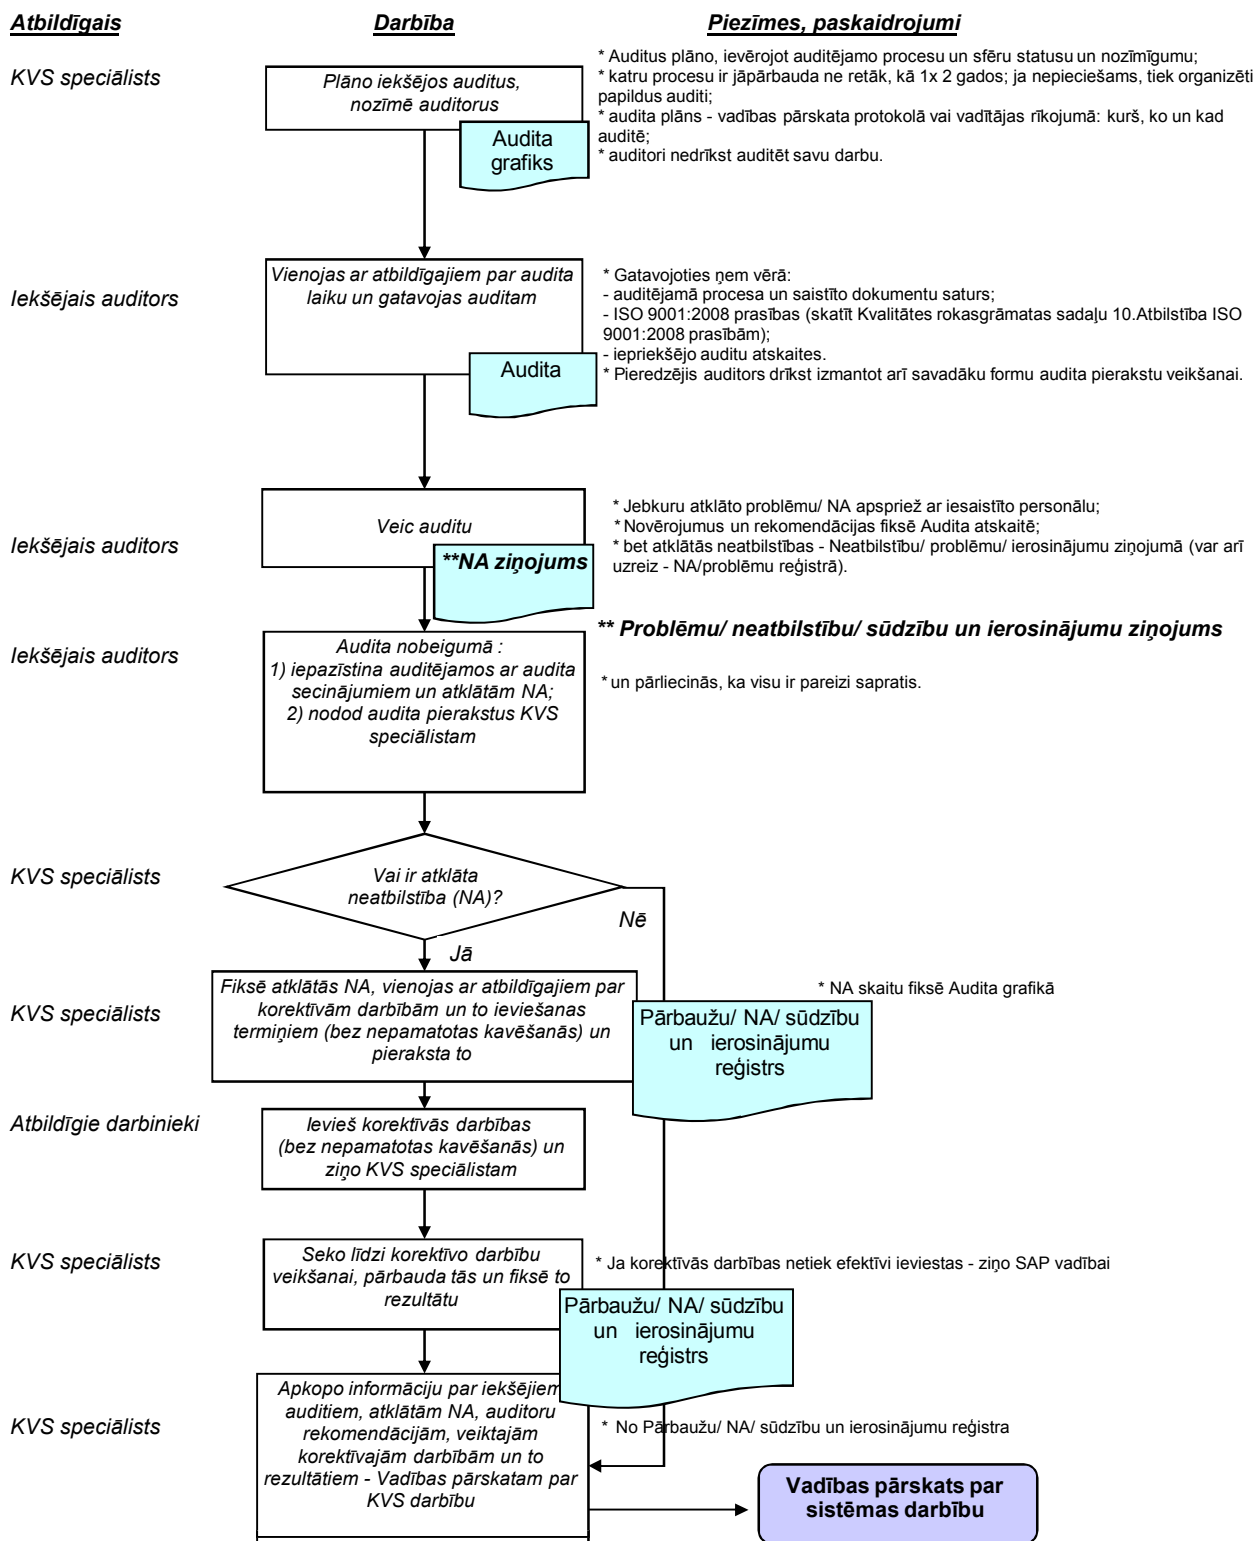 Atbildīgais
Darbība
Piezīmes, paskaidrojumi
KVS speciālists
Plāno iekšējos auditus,
nozīmē auditorus
Audita
grafiks
* Auditus plāno, ievērojot auditējamo procesu un sfēru statusu un nozīmīgumu;
* katru procesu ir jāpārbauda ne retāk, kā 1x 2 gados; ja nepieciešams, tiek organizēti
papildus auditi;
* audita plāns - vadības pārskata protokolā vai vadītājas rīkojumā: kurš, ko un kad
auditē;
* auditori nedrīkst auditēt savu darbu.
Iekšējais auditors
Vienojas ar atbildīgajiem par audita
laiku un gatavojas auditam
Audita
* Gatavojoties ņem vērā:
- auditējamā procesa un saistīto dokumentu saturs;
- ISO 9001:2008 prasības (skatīt Kvalitātes rokasgrāmatas sadaļu 10.Atbilstība ISO
9001:2008 prasībām);
- iepriekšējo auditu atskaites.
* Pieredzējis auditors drīkst izmantot arī savadāku formu audita pierakstu veikšanai.
Iekšējais auditors
Veic auditu
**NA ziņojums
* Jebkuru atklāto problēmu/ NA apspriež ar iesaistīto personālu;
* Novērojumus un rekomendācijas fiksē Audita atskaitē;
* bet atklātās neatbilstības - Neatbilstību/ problēmu/ ierosinājumu ziņojumā (var arī
uzreiz - NA/problēmu reģistrā).
** Problēmu/ neatbilstību/ sūdzību un ierosinājumu ziņojums
Iekšējais auditors
Audita nobeigumā :
1) iepazīstina auditējamos ar audita
secinājumiem un atklātām NA;
2) nodod audita pierakstus KVS
speciālistam
* un pārliecinās, ka visu ir pareizi sapratis.
KVS speciālists
Vai ir atklāta
neatbilstība (NA)?
Nē
Jā
KVS speciālists
Fiksē atklātās NA, vienojas ar atbildīgajiem par
korektīvām darbībām un to ieviešanas
termiņiem (bez nepamatotas kavēšanās) un
pieraksta to
* NA skaitu fiksē Audita grafikā
Pārbaužu/ NA/ sūdzību
un ierosinājumu
reģistrs
Atbildīgie darbinieki
Ievieš korektīvās darbības
(bez nepamatotas kavēšanās) un
ziņo KVS speciālistam
KVS speciālists
Seko līdzi korektīvo darbību
veikšanai, pārbauda tās un fiksē to
rezultātu
* Ja korektīvās darbības netiek efektīvi ieviestas - ziņo SAP vadībai
Pārbaužu/ NA/ sūdzību
un ierosinājumu
reģistrs
KVS speciālists
Apkopo informāciju par iekšējiem
auditiem, atklātām NA, auditoru
rekomendācijām, veiktajām
korektīvajām darbībām un to
rezultātiem - Vadības pārskatam par
KVS darbību
* No Pārbaužu/ NA/ sūdzību un ierosinājumu reģistra
Vadības pārskats par
sistēmas darbību